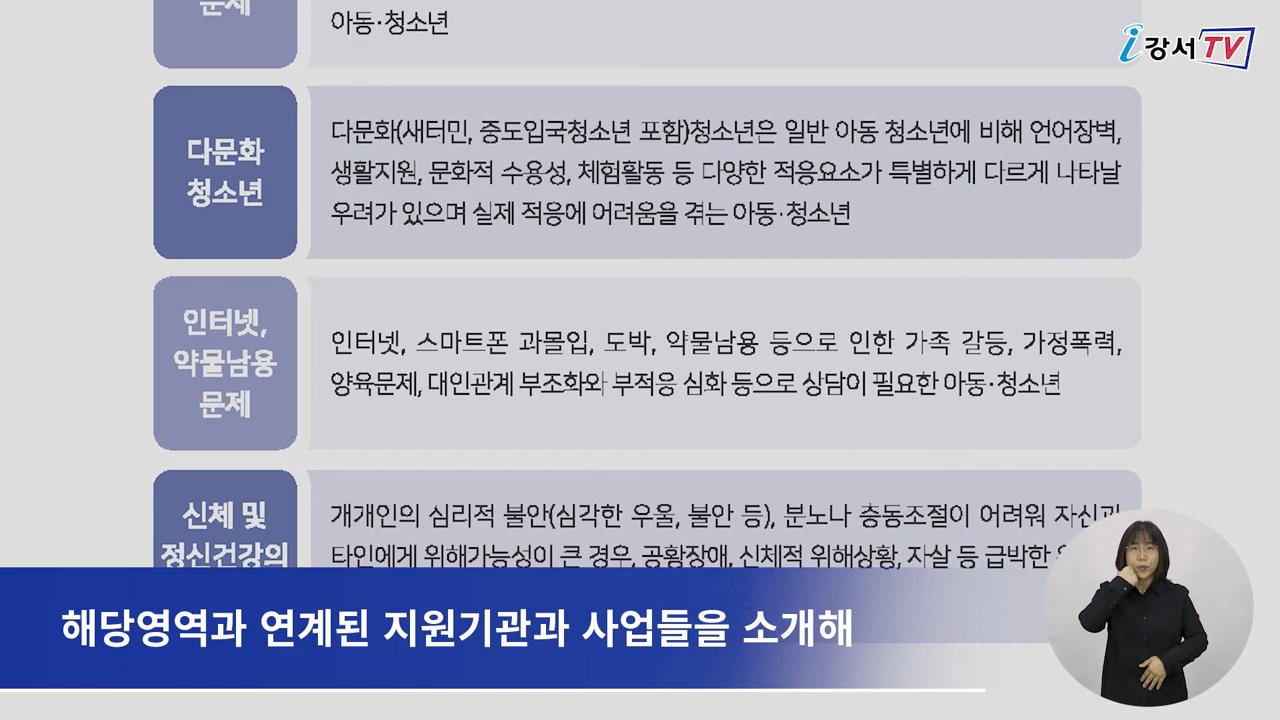 문제
아동·청소년
i강서TV
다문화
청소년
다문화(새터민, 중도입국청소년 포함)청소년은 일반 아동 청소년에 비해 언어장벽,
생활지원, 문화적 수용성, 체험활동 등 다양한 적응요소가 특별하게 다르게 나타날
우려가 있으며 실제 적응에 어려움을 겪는 아동·청소년
인터넷,
약물남용
문제
인터넷, 스마트폰 과몰입, 도박, 약물남용 등으로 인한 가족 갈등, 가정폭력,
양육문제, 대인관계 부조화와 부적응 심화 등으로 상담이 필요한 아동·청소년
신체 및
정신건강의
개개인의 심리적 불안(심각한 우울, 불안 등), 분노나 충동조절이 어려워 자신과
타인에게 위해가능성이 큰 경우, 공황장애, 신체적 위해상황, 자살 등 급박한
해당영역과 연계된 지원기관과 사업들을 소개해